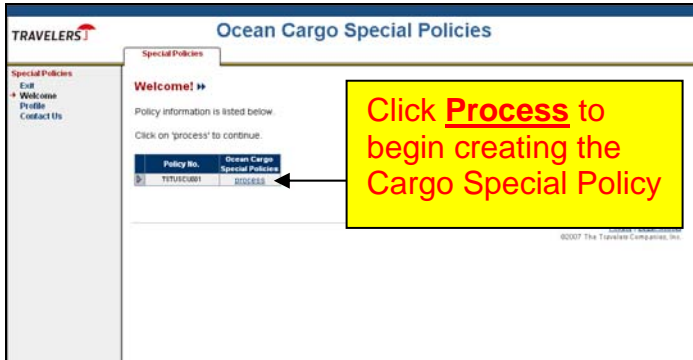 TRAVELERS
Ocean Cargo Special Policies
Special Policies
Special Policies
Exit
Welcome
Profile
Contact Us
Welcome!
Policy information is listed below.
Click on 'process' to continue.
Policy No.
Ocean Cargo
Special Policies
TSTUSCU001
process
Click Process to
begin creating the
Cargo Special Policy
©2007 The Travelers Companies, Inc.